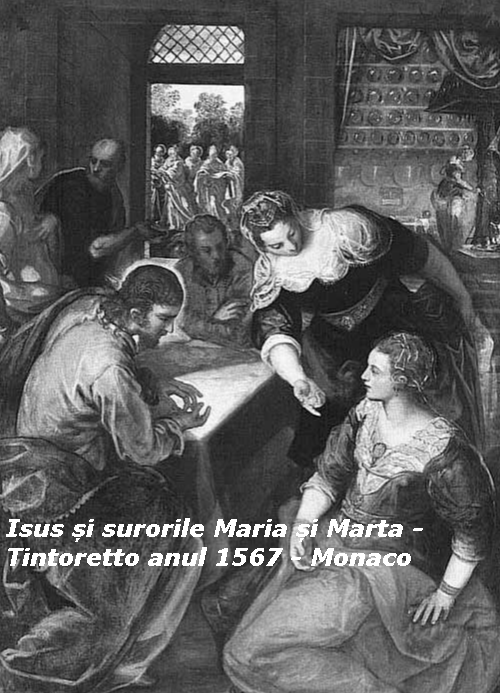 Isus și surorile Maria și Marta -
Tintoretto anul 1567 - Monaco